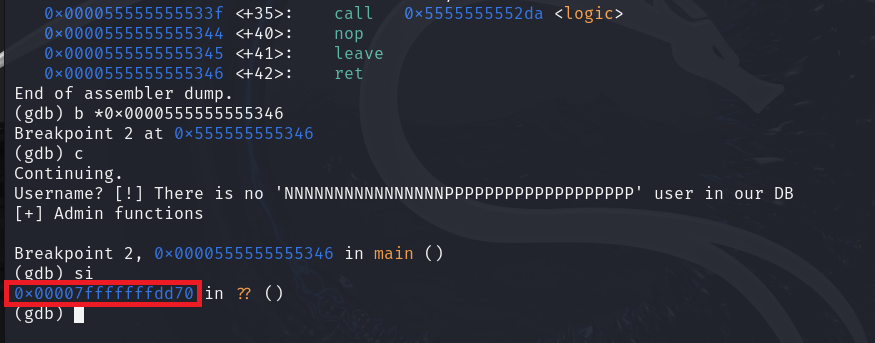 0×000055555555533f <+35>: call 0×5555555552da <logic>
0×0000555555555344 <+40>: nop
0×0000555555555345 <+41>: leave
0×0000555555555346 <+42>: ret
End of assembler dump.
(gdb) b *0×0000555555555346
Breakpoint 2 at 0×555555555346
(gdb) c
Continuing.
Username? [!] There is no 'NNNNNNNNNNNNNNNNPPPPPPPPPPPPPPPPPPP' user in our DB
[+] Admin functions
Breakpoint 2, 0×0000555555555346 in main ()
(gdb) si
0×00007fffffffdd70 in ?? ()
(gdb)